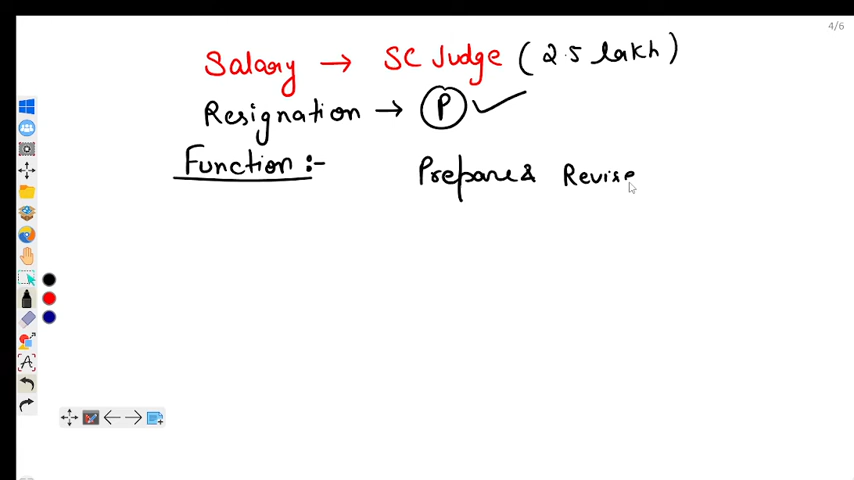 4/6
Salary → SC Judge (2.5 lakh)
Resignation → P ✓
Function :-
Prepare & Revise